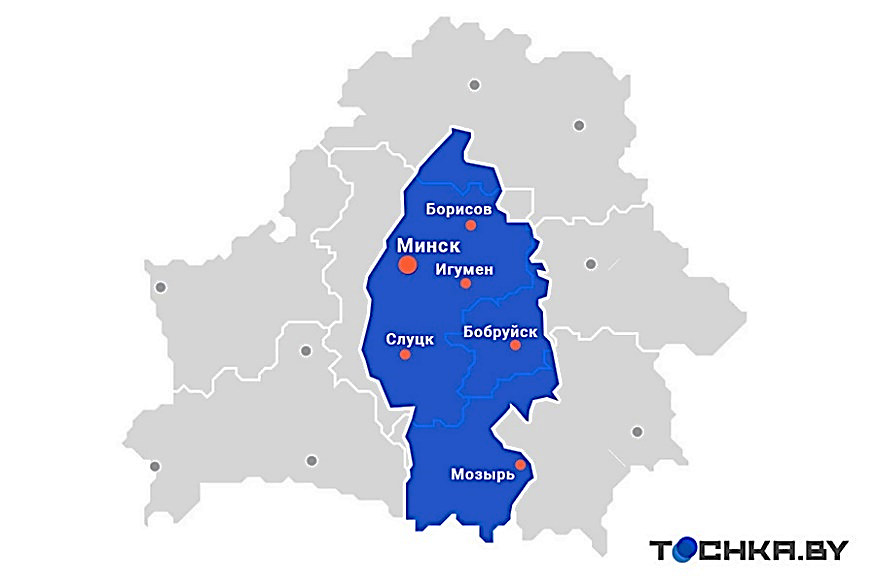 Борисов
Минск
Игумен
Бобруйск
Слуцк
Мозырь
TOCHKA.BY